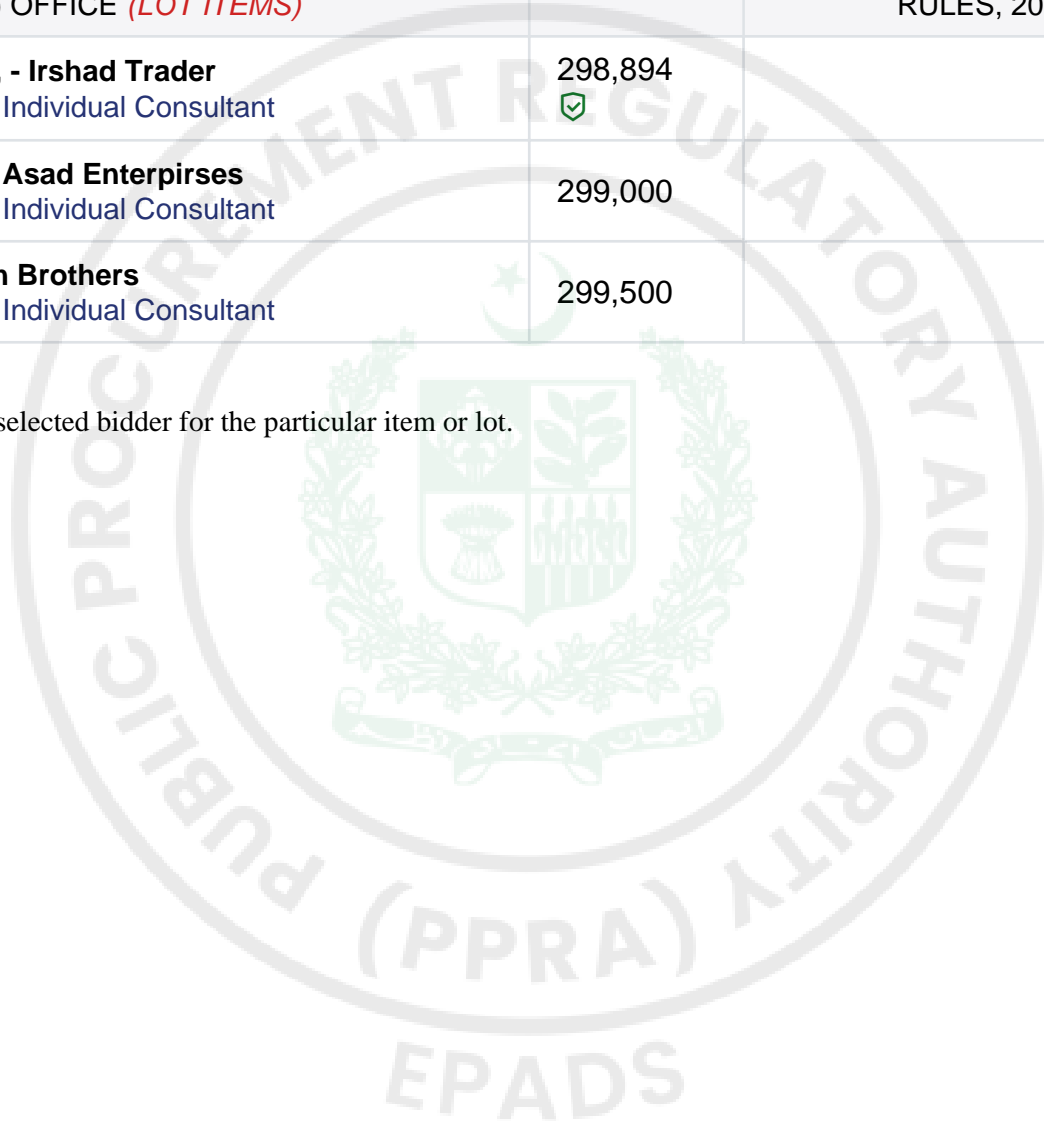 OFFICE (LOT ITEMS) RULES, 20
- Irshad Trader 298,894
Individual Consultant
Asad Enterpirses 299,000
Individual Consultant
Brothers 299,500
Individual Consultant
selected bidder for the particular item or lot.
PUBLIC PROCUREMENT REGULATORY AUTHORITY
(PPRA)
EPADS